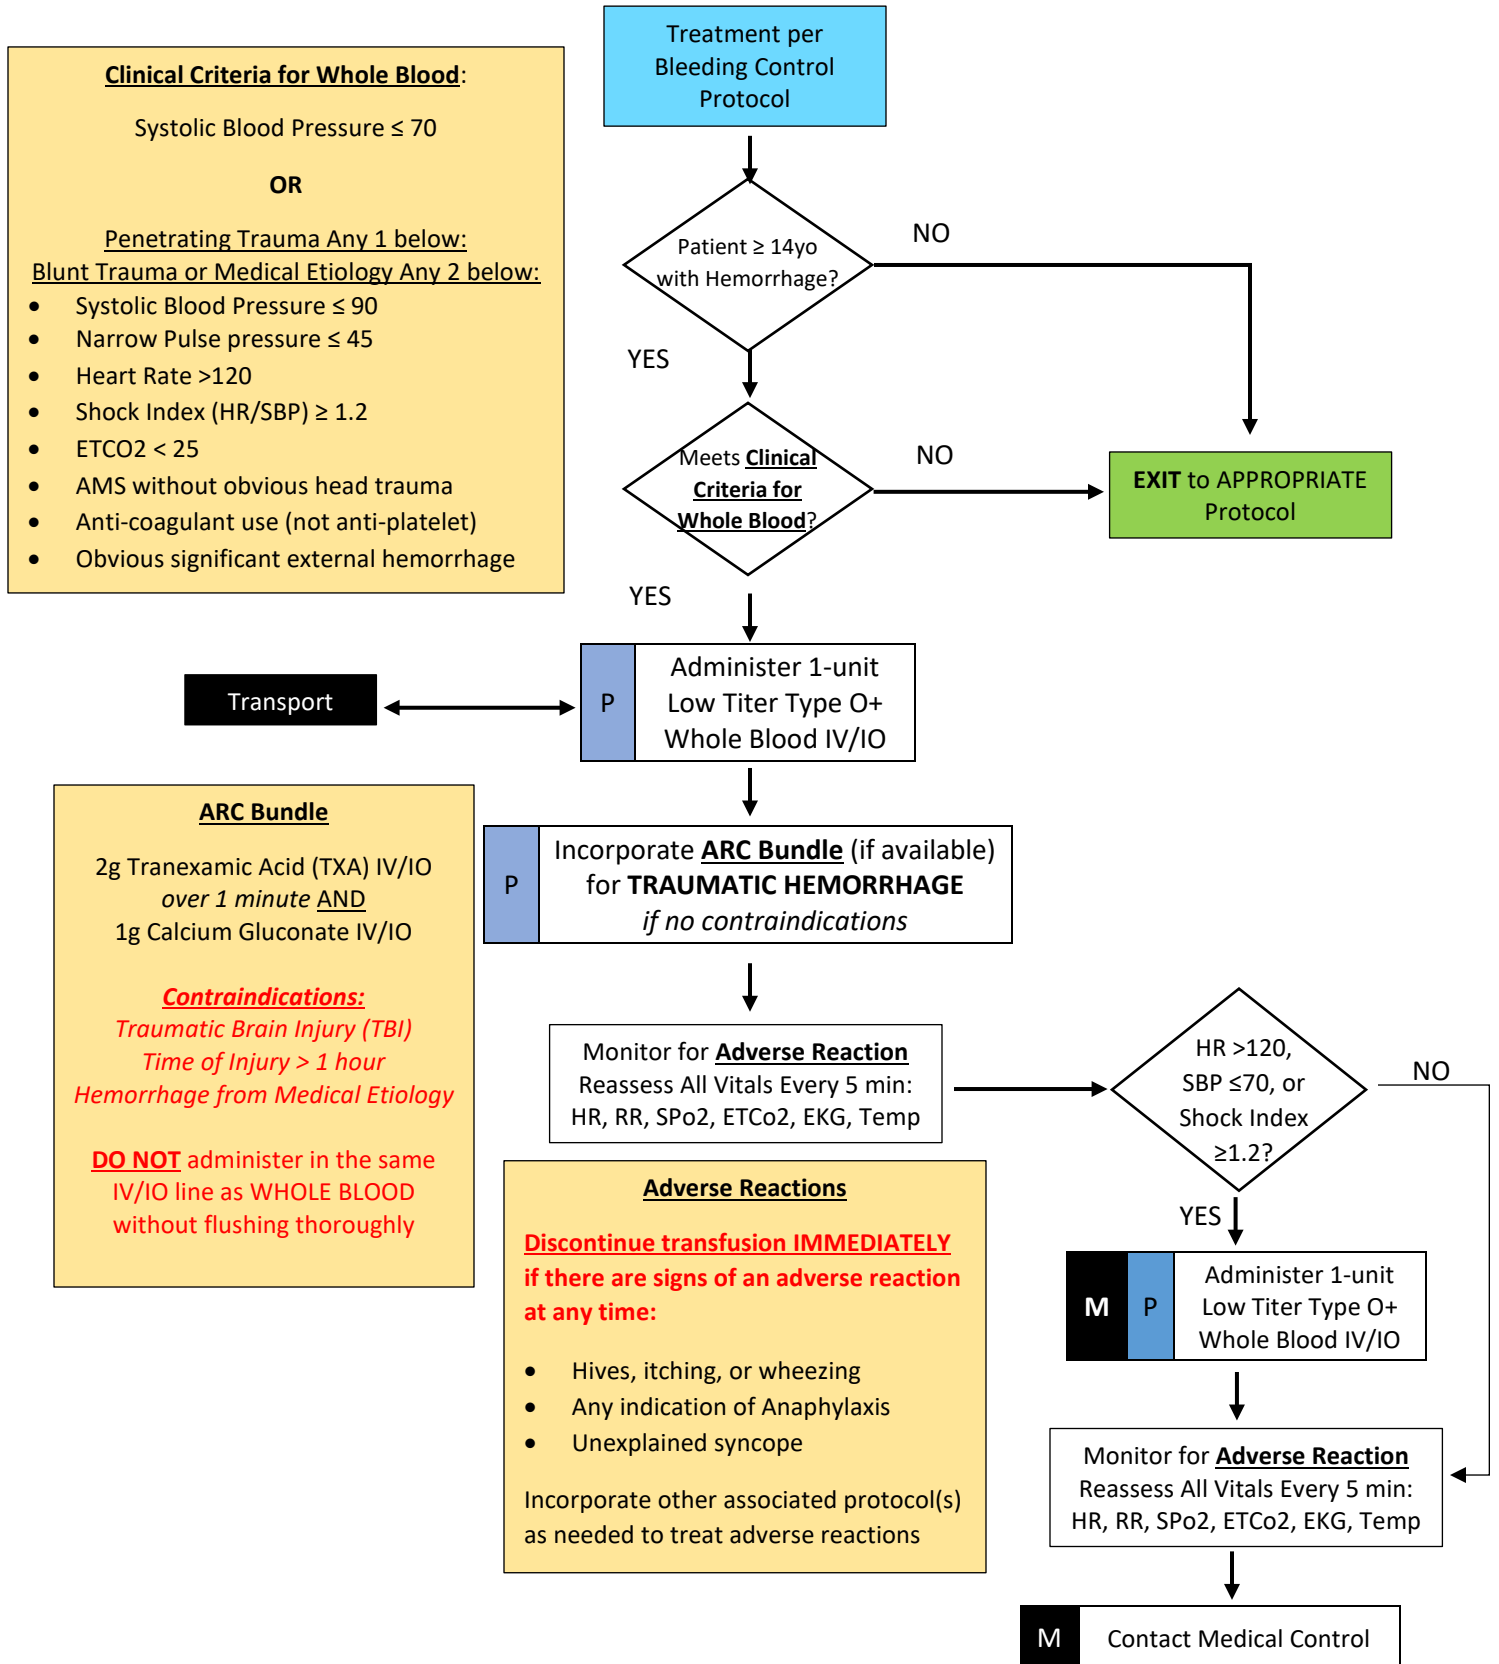 Treatment per
Bleeding Control
Protocol
Clinical Criteria for Whole Blood:
Systolic Blood Pressure ≤ 70
OR
Penetrating Trauma Any 1 below:
Blunt Trauma or Medical Etiology Any 2 below:
• Systolic Blood Pressure ≤ 90
• Narrow Pulse pressure ≤ 45
• Heart Rate >120
• Shock Index (HR/SBP) ≥ 1.2
• ETCO2 < 25
• AMS without obvious head trauma
• Anti-coagulant use (not anti-platelet)
• Obvious significant external hemorrhage
Patient ≥ 14yo
with Hemorrhage?
NO
YES
Meets Clinical
Criteria for
Whole Blood?
NO
EXIT to APPROPRIATE
Protocol
YES
P
Administer 1-unit
Low Titer Type O+
Whole Blood IV/IO
Transport
ARC Bundle
2g Tranexamic Acid (TXA) IV/IO
over 1 minute AND
1g Calcium Gluconate IV/IO
Contraindications:
Traumatic Brain Injury (TBI)
Time of Injury > 1 hour
Hemorrhage from Medical Etiology
DO NOT administer in the same
IV/IO line as WHOLE BLOOD
without flushing thoroughly
P
Incorporate ARC Bundle (if available)
for TRAUMATIC HEMORRHAGE
if no contraindications
Monitor for Adverse Reaction
Reassess All Vitals Every 5 min:
HR, RR, SPo2, ETCo2, EKG, Temp
HR >120,
SBP ≤70, or
Shock Index
≥1.2?
NO
YES
Adverse Reactions
Discontinue transfusion IMMEDIATELY
if there are signs of an adverse reaction
at any time:
• Hives, itching, or wheezing
• Any indication of Anaphylaxis
• Unexplained syncope
Incorporate other associated protocol(s)
as needed to treat adverse reactions
M P
Administer 1-unit
Low Titer Type O+
Whole Blood IV/IO
Monitor for Adverse Reaction
Reassess All Vitals Every 5 min:
HR, RR, SPo2, ETCo2, EKG, Temp
M Contact Medical Control